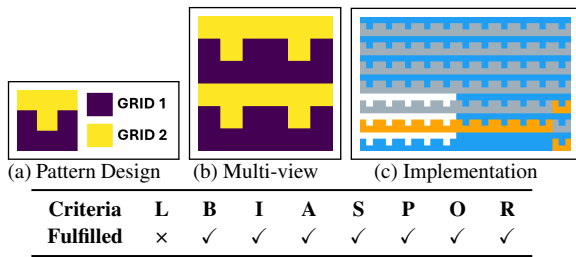 GRID 1
GRID 2
(a) Pattern Design
(b) Multi-view
(c) Implementation
Criteria L B I A S P O R
Fulfilled × ✓ ✓ ✓ ✓ ✓ ✓ ✓